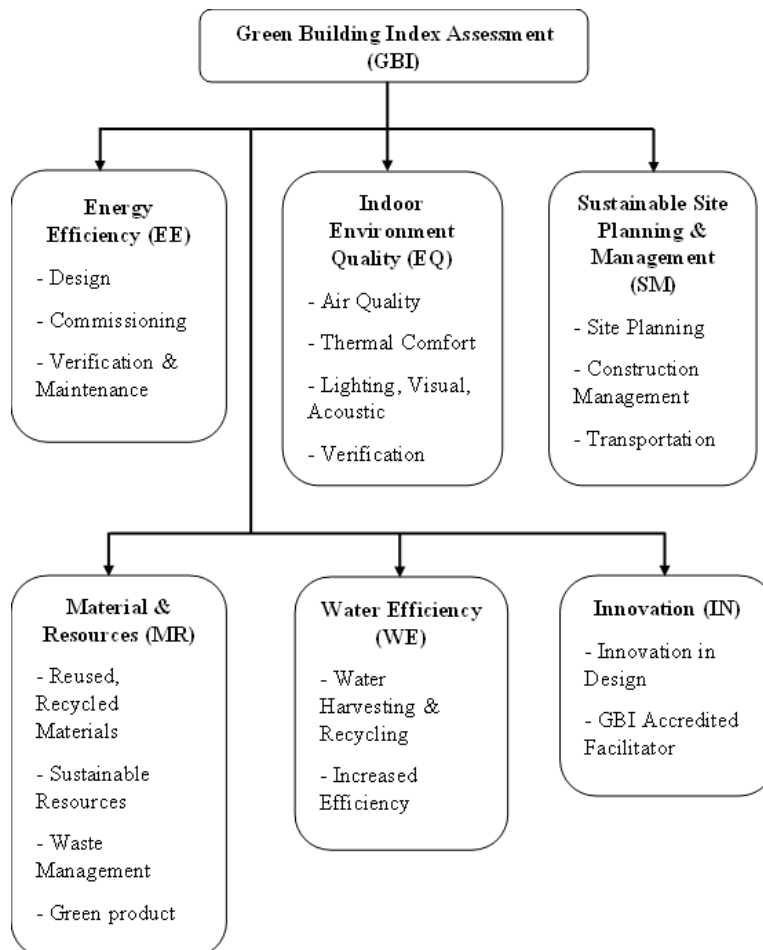 Green Building Index Assessment
(GBI)
Energy
Efficiency (EE)
- Design
- Commissioning
- Verification &
Maintenance
Indoor
Environment
Quality (EQ)
- Air Quality
- Thermal Comfort
- Lighting, Visual,
Acoustic
- Verification
Sustainable Site
Planning &
Management
(SM)
- Site Planning
- Construction
Management
- Transportation
Material &
Resources (MR)
- Reused,
Recycled
Materials
- Sustainable
Resources
- Waste
Management
- Green product
Water Efficiency
(WE)
- Water
Harvesting &
Recycling
- Increased
Efficiency
Innovation (IN)
- Innovation in
Design
- GBI Accredited
Facilitator